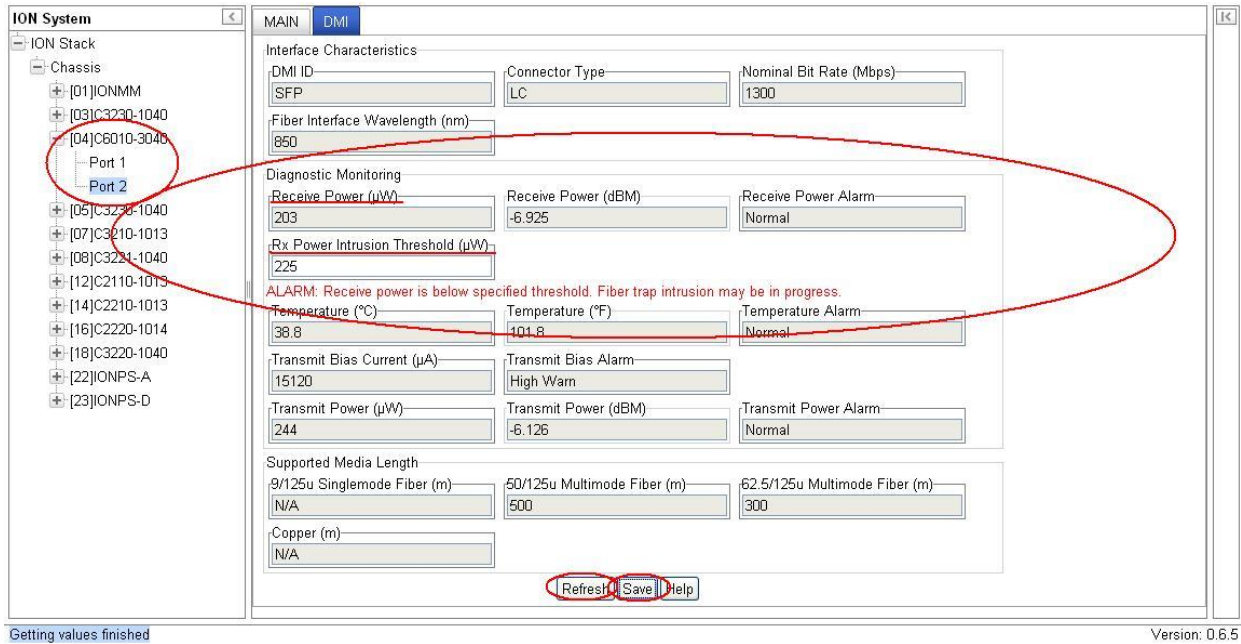 ION System
ION Stack
Chassis
[01]IONMM
[03]C3230-1040
[04]C6010-3040
Port 1
Port 2
[05]C3230-1040
[07]C3210-1013
[08]C3221-1040
[12]C2110-1013
[14]C2210-1013
[16]C2220-1014
[18]C3220-1040
[22]IONPS-A
[23]IONPS-D
MAIN DMI
Interface Characteristics
DMI ID Connector Type Nominal Bit Rate (Mbps)
SFP LC 1300
Fiber Interface Wavelength (nm)
850
Diagnostic Monitoring
Receive Power (µW) Receive Power (dBM) Receive Power Alarm
203 -6.925 Normal
Rx Power Intrusion Threshold (µW)
225
ALARM: Receive power is below specified threshold. Fiber trap intrusion may be in progress.
Temperature (°C) Temperature (°F) Temperature Alarm
38.8 101.8 Normal
Transmit Bias Current (µA) Transmit Bias Alarm
15120 High Warn
Transmit Power (µW) Transmit Power (dBM) Transmit Power Alarm
244 -6.126 Normal
Supported Media Length
9/125u Singlemode Fiber (m) 50/125u Multimode Fiber (m) 62.5/125u Multimode Fiber (m)
N/A 500 300
Copper (m)
N/A
Refresh Save Help
Getting values finished Version: 0.6.5